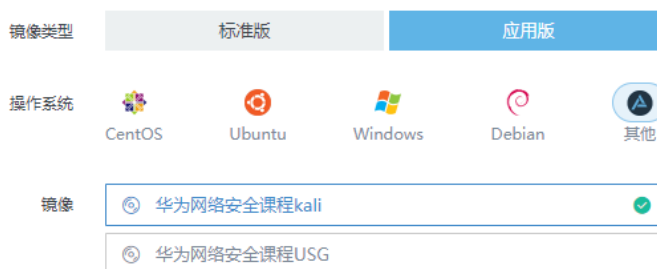 镜像类型 标准版 应用版
操作系统
CentOS Ubuntu Windows Debian 其他
镜像 华为网络安全课程kali
华为网络安全课程USG